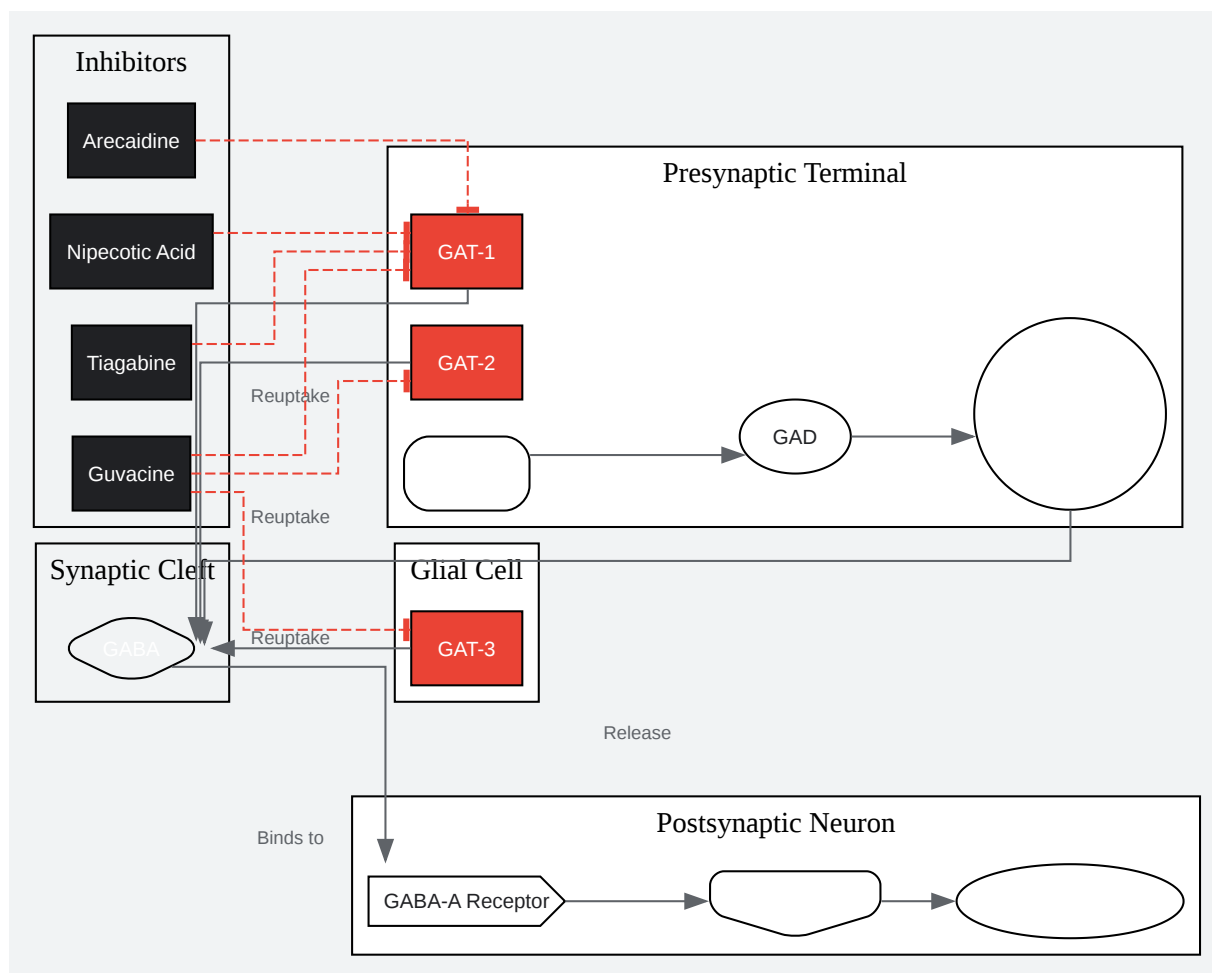 Inhibitors
Arecaidine
Presynaptic Terminal
Nipecotic Acid
GAT-1
Tiagabine
GAT-2
Reuptake
GAD
Guvacine
Reuptake
Synaptic Cleft
Glial Cell
Reuptake
GABA
GAT-3
Release
Postsynaptic Neuron
Binds to
GABA-A Receptor